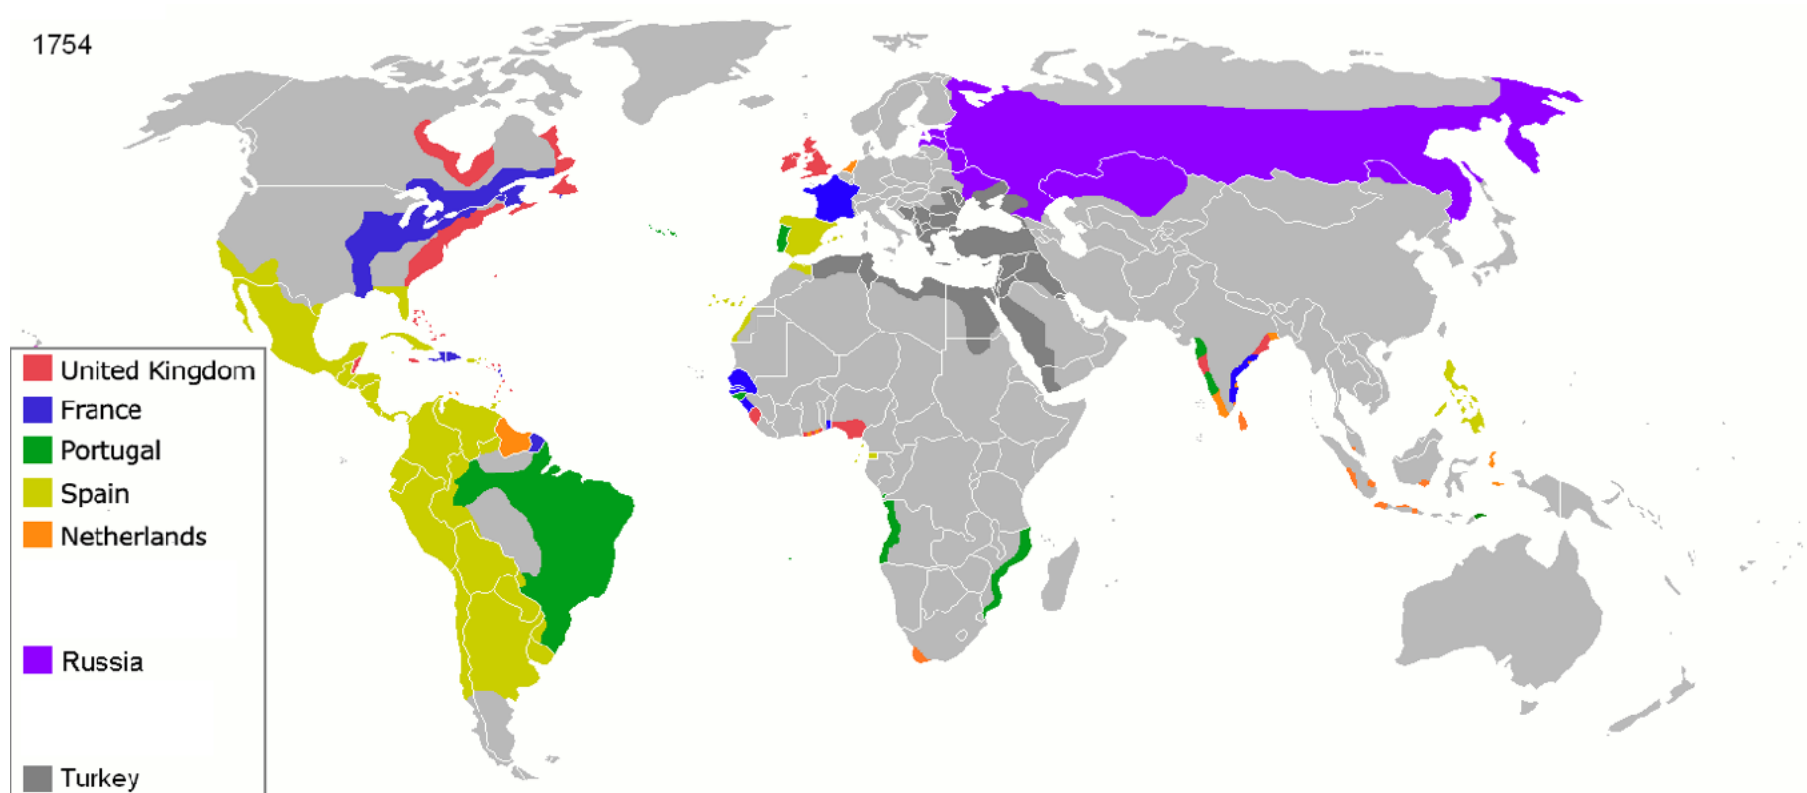 1754
United Kingdom
France
Portugal
Spain
Netherlands
Russia
Turkey